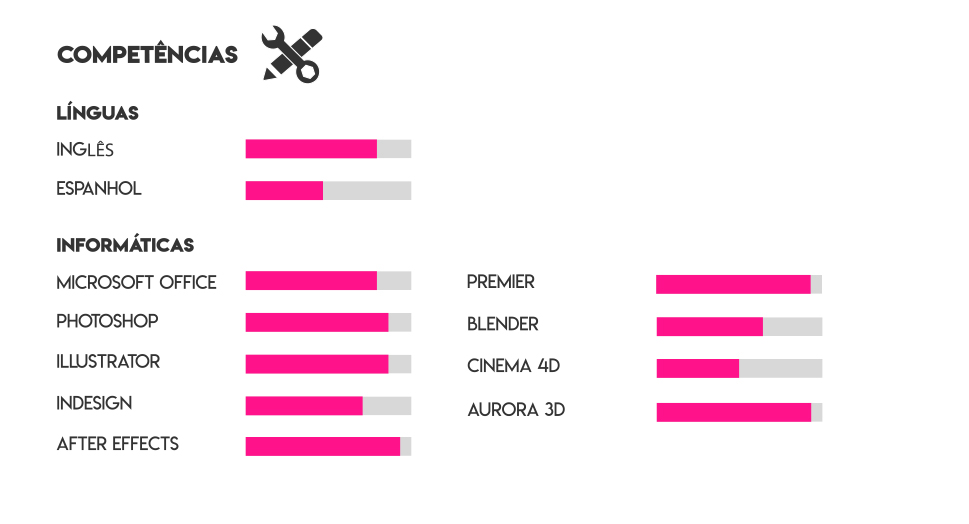 COMPETÊNCIAS
LÍNGUAS
INGLÊS
ESPANHOL
INFORMÁTICAS
MICROSOFT OFFICE
PHOTOSHOP
ILLUSTRATOR
INDESIGN
AFTER EFFECTS
PREMIER
BLENDER
CINEMA 4D
AURORA 3D